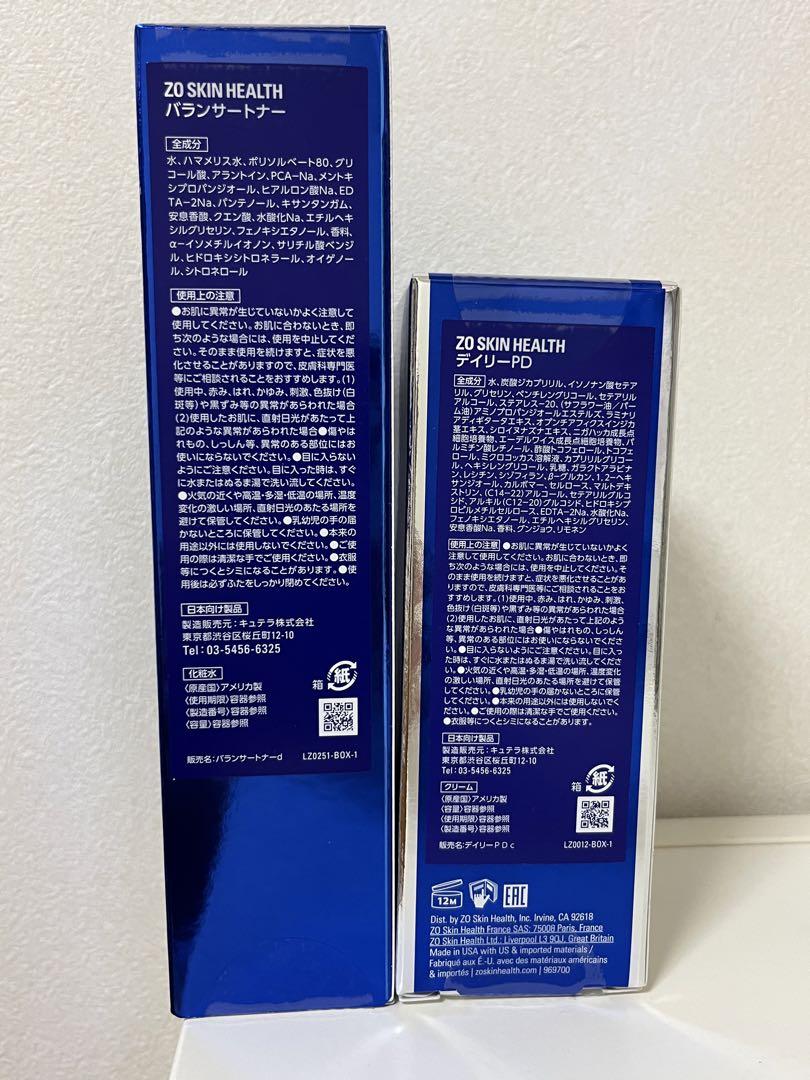 ZO SKIN HEALTH
バランサートナー
全成分
水、ハマメリス水、ポリソルベート80、グリ
コール酸、アラントイン、PCA-Na、メントキ
シプロパンジオール、ヒアルロン酸Na、ED
TA-2Na、パンテノール、キサンタンガム、
安息香酸、クエン酸、水酸化Na、エチルヘキ
シルグリセリン、フェノキシエタノール、香料、
α-イソメチルイオノン、サリチル酸ベンジ
ル、ヒドロキシシトロネラール、オイゲノー
ル、シトロネロール
使用上の注意
●お肌に異常が生じていないかよく注意して
使用してください。お肌に合わないとき、即
ち次のような場合には、使用を中止してくだ
さい。そのまま使用を続けますと、症状を悪
化させることがありますので、皮膚科専門医
等にご相談されることをおすすめします。(1)
使用中、赤み、はれ、かゆみ、刺激、色抜け(白
斑等)や黒ずみ等の異常があらわれた場合
(2)使用したお肌に、直射日光があたって上
記のような異常があらわれた場合●傷やは
れもの、しっしん等、異常のある部位にはお
使いにならないでください。●目に入らない
ようにご注意ください。目に入った時は、すぐ
に水またはぬるま湯で洗い流してください。
●火気の近くや高温・多湿・低温の場所、温度
変化の激しい場所、直射日光のあたる場所を
避けて保管してください。●乳幼児の手の届
かないところに保管してください。●本来の
用途以外には使用しないでください。●ご使
用の際は清潔な手でご使用ください。●衣服
等につくとシミになることがあります。●使
用後は必ずふたをしっかり閉めてください。
日本向け製品
製造販売元：キュテラ株式会社
東京都渋谷区桜丘町12-10
Tel：03-5456-6325
化粧水
〈原産国〉アメリカ製
〈使用期限〉容器参照
〈製造番号〉容器参照
〈容量〉容器参照
箱 紙
販売名：バランサートナーd LZ0251-BOX-1
ZO SKIN HEALTH
デイリーPD
全成分 水、炭酸ジカプリリル、イソノナン酸セテア
リル、グリセリン、ペンチレングリコール、セテアリル
アルコール、ステアレス-20、(サフラワー油/パー
ム油)アミノプロパンジオールエステルズ、ラミナリ
アディギタータエキス、オプンチアフィクスインジカ
茎エキス、シロイヌナズナエキス、ニガハッカ成長点
細胞培養物、エーデルワイス成長点細胞培養物、パ
ルミチン酸レチノール、酢酸トコフェロール、トコフェ
ロール、ミクロコッカス溶解液、カプリリルグリコー
ル、ヘキシレングリコール、乳糖、ガラクトアラビナ
ン、レシチン、シゾフィラン、β-グルカン、1,2-ヘキ
サンジオール、カルボマー、セルロース、マルトデキ
ストリン、(C14-22)アルコール、セテアリルグルコ
シド、アルキル(C12-20)グルコシド、ヒドロキシプ
ロピルメチルセルロース、EDTA-2Na、水酸化Na、
フェノキシエタノール、エチルヘキシルグリセリン、
安息香酸Na、香料、グンジョウ、リモネン
使用上の注意 ●お肌に異常が生じていないかよく
注意して使用してください。お肌に合わないとき、即
ち次のような場合には、使用を中止してください。
そのまま使用を続けますと、症状を悪化させることがあ
りますので、皮膚科専門医等にご相談されることをお
すすめします。(1)使用中、赤み、はれ、かゆみ、刺激、
色抜け(白斑等)や黒ずみ等の異常があらわれた場合
(2)使用したお肌に、直射日光があたって上記のよう
な異常があらわれた場合●傷やはれもの、しっしん
等、異常のある部位にはお使いにならないでください。
●目に入らないようにご注意ください。目に入っ
た時は、すぐに水またはぬるま湯で洗い流してください。
●火気の近くや高温・多湿・低温の場所、温度変化
の激しい場所、直射日光のあたる場所を避けて保管
してください。●乳幼児の手の届かないところに保管
してください。●本来の用途以外には使用しないでく
ださい。●ご使用の際は清潔な手でご使用ください。
●衣服等につくとシミになることがあります。
日本向け製品
製造販売元：キュテラ株式会社
東京都渋谷区桜丘町12-10
Tel：03-5456-6325
クリーム
〈原産国〉アメリカ製
〈容量〉容器参照
〈使用期限〉容器参照
〈製造番号〉容器参照
箱 紙
販売名：デイリーPDc LZ0012-BOX-1
12M EAC
Dist. by ZO Skin Health, Inc. Irvine, CA 92618
ZO Skin Health France SAS: 75008 Paris, France
ZO Skin Health Ltd.: Liverpool L3 9QJ, Great Britain
Made in USA with US & imported materials /
Fabriqué aux É.-U. avec des matériaux américains
& importés | zoskinhealth.com | 969700